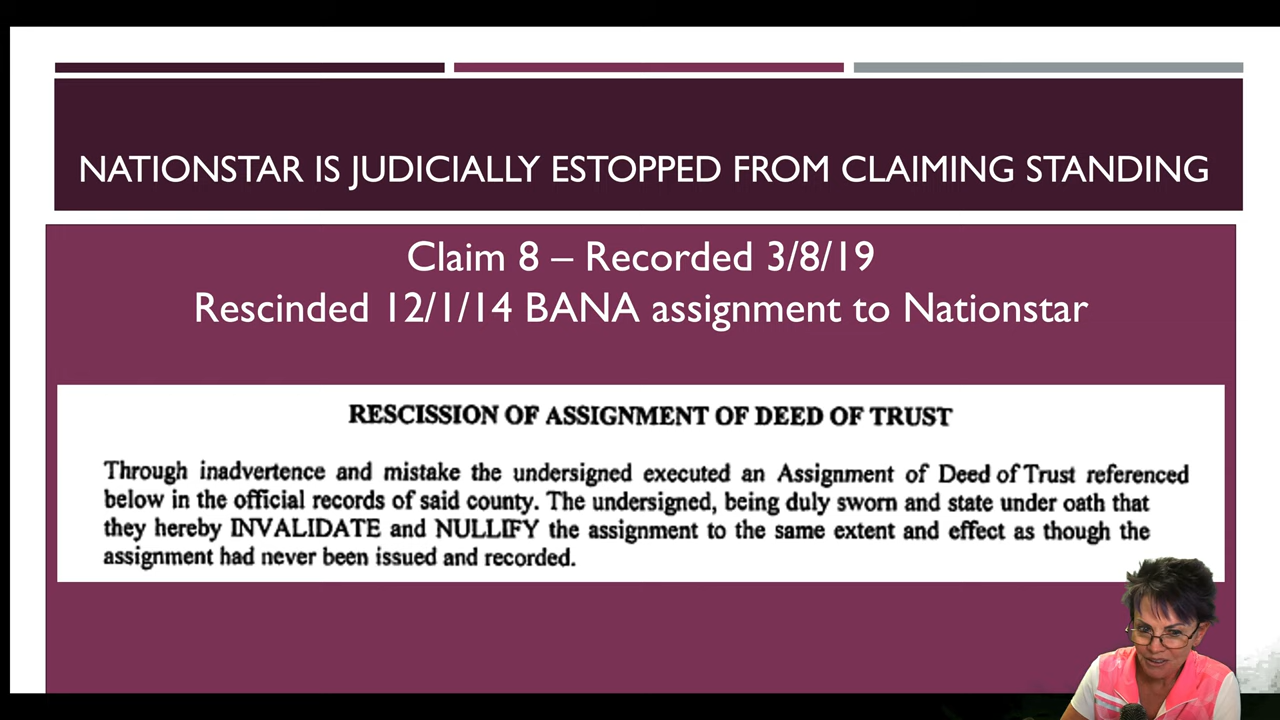 NATIONSTAR IS JUDICIALLY ESTOPPED FROM CLAIMING STANDING
Claim 8 – Recorded 3/8/19
Rescinded 12/1/14 BANA assignment to Nationstar
RESCISSION OF ASSIGNMENT OF DEED OF TRUST
Through inadvertence and mistake the undersigned executed an Assignment of Deed of Trust referenced
below in the official records of said county. The undersigned, being duly sworn and state under oath that
they hereby INVALIDATE and NULLIFY the assignment to the same extent and effect as though the
assignment had never been issued and recorded.